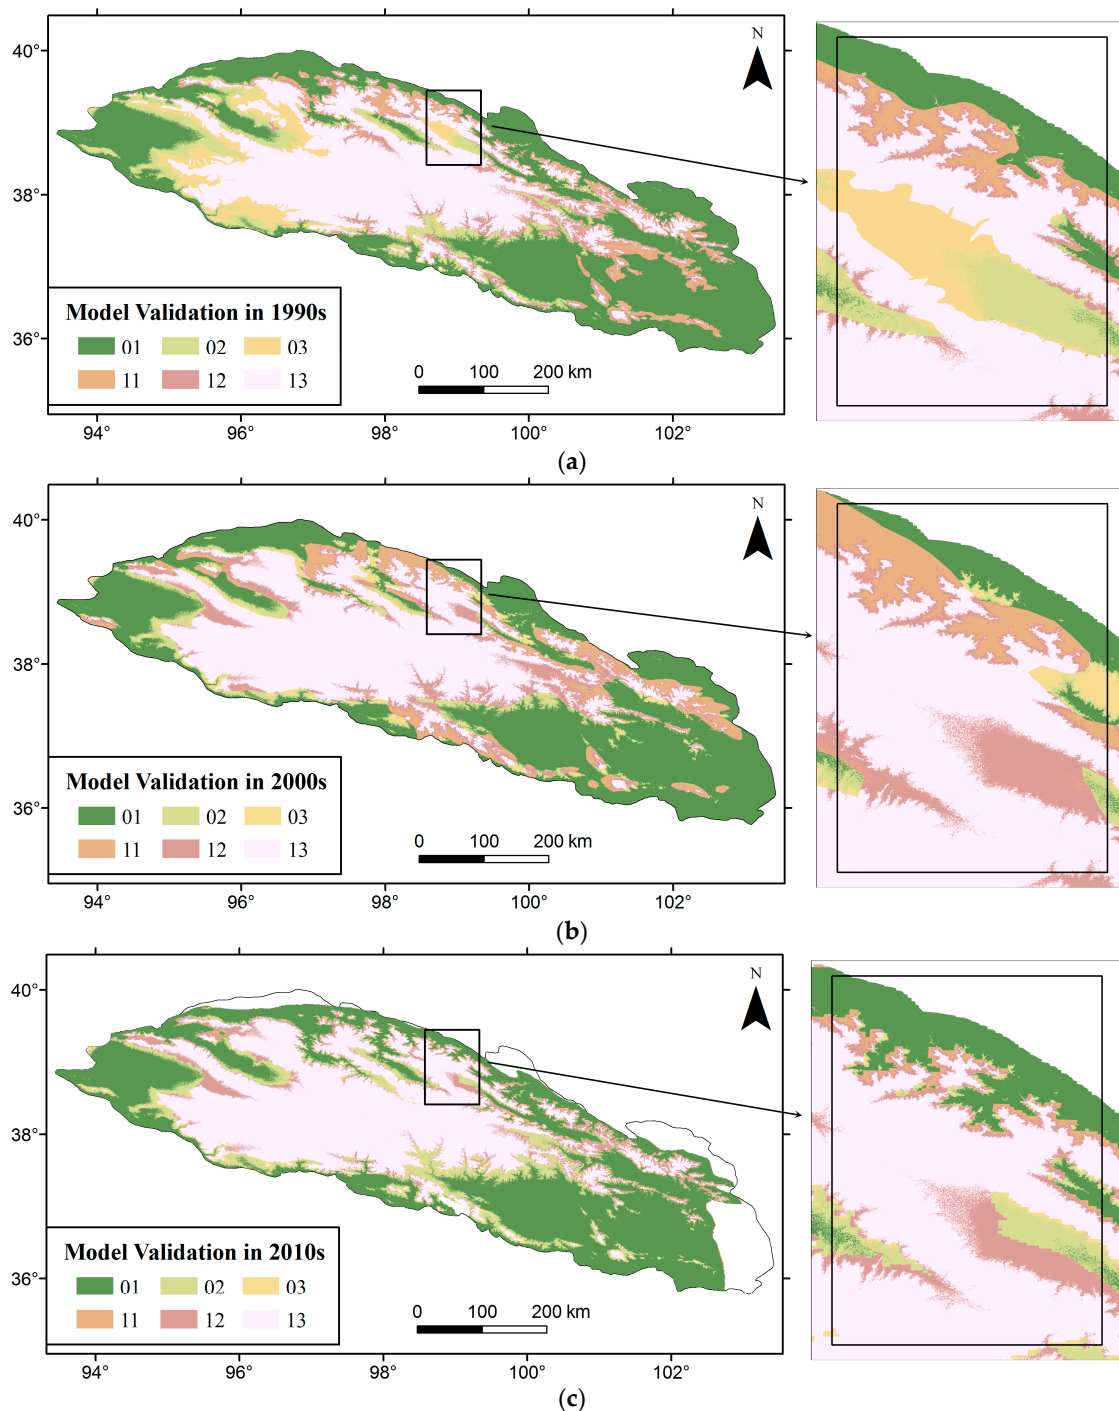 N
40°
38°
36°
Model Validation in 1990s
01 02 03
11 12 13
0 100 200 km
94° 96° 98° 100° 102°
(a)
N
40°
38°
36°
Model Validation in 2000s
01 02 03
11 12 13
0 100 200 km
94° 96° 98° 100° 102°
(b)
N
40°
38°
36°
Model Validation in 2010s
01 02 03
11 12 13
0 100 200 km
94° 96° 98° 100° 102°
(c)